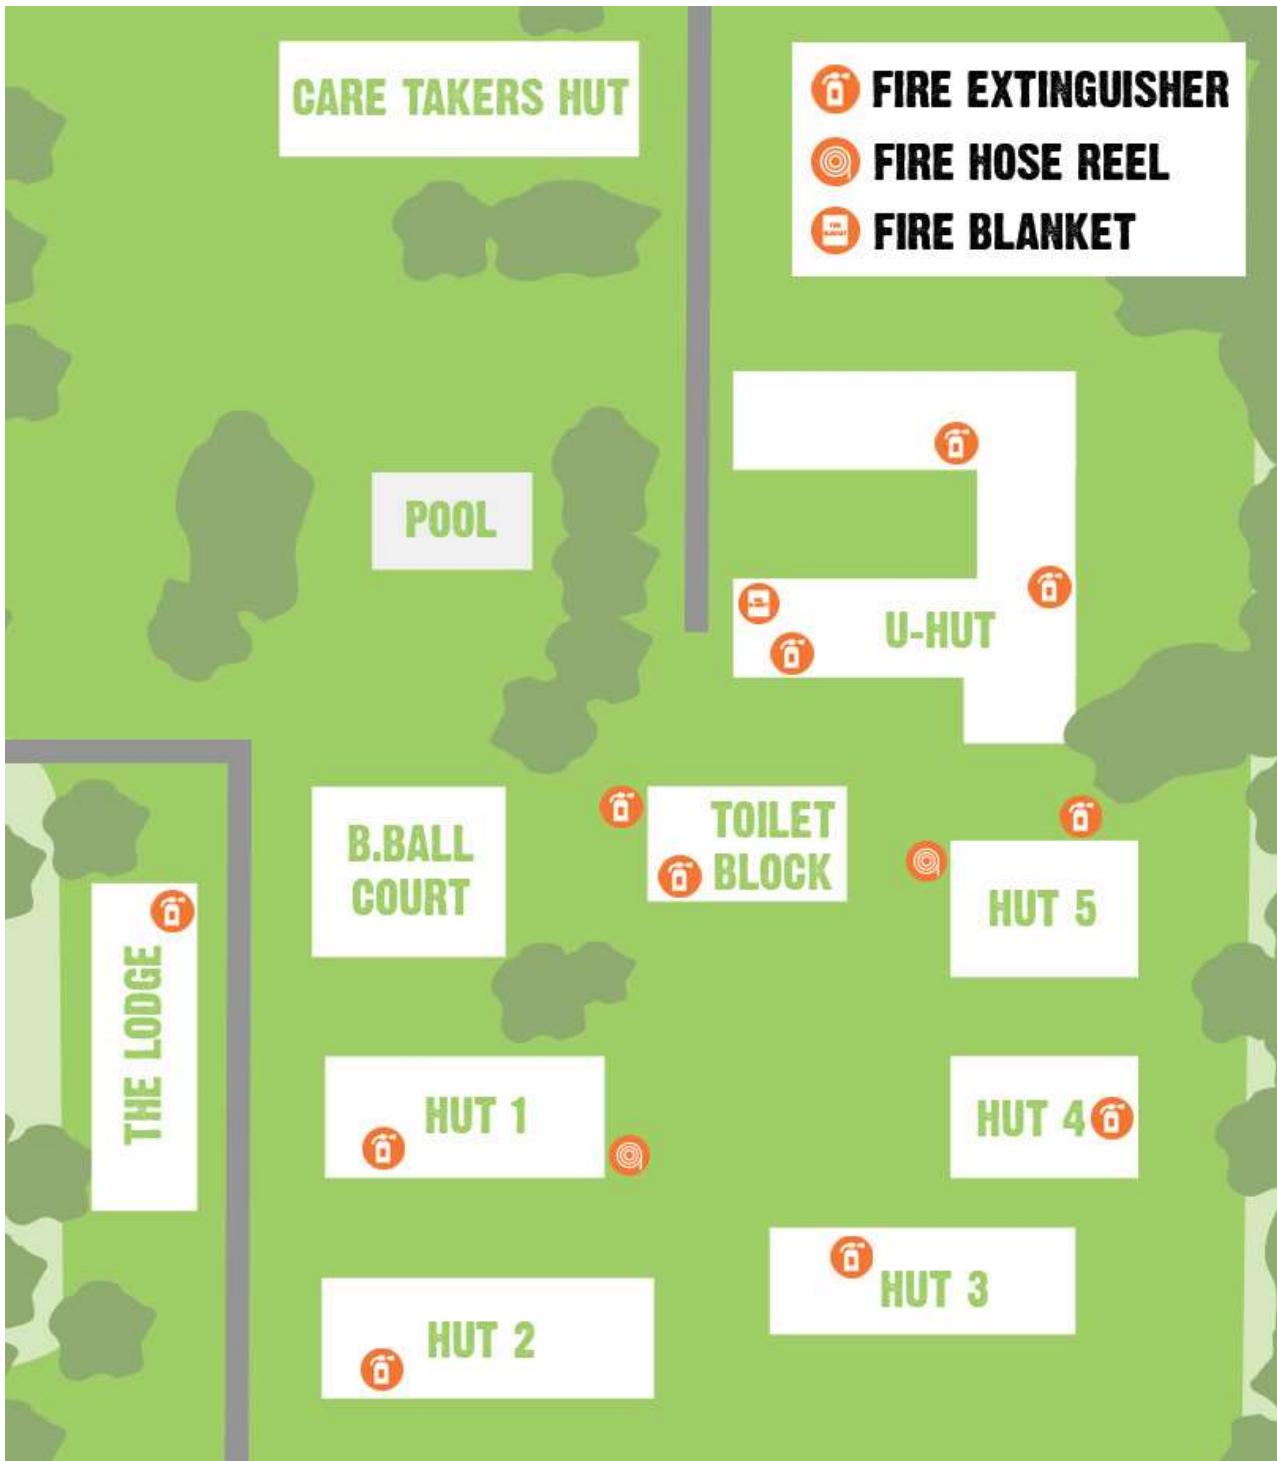 CARE TAKERS HUT
FIRE EXTINGUISHER
FIRE HOSE REEL
FIRE BLANKET
POOL
U-HUT
B.BALL
COURT
TOILET
BLOCK
HUT 5
THE LODGE
HUT 1
HUT 4
HUT 3
HUT 2